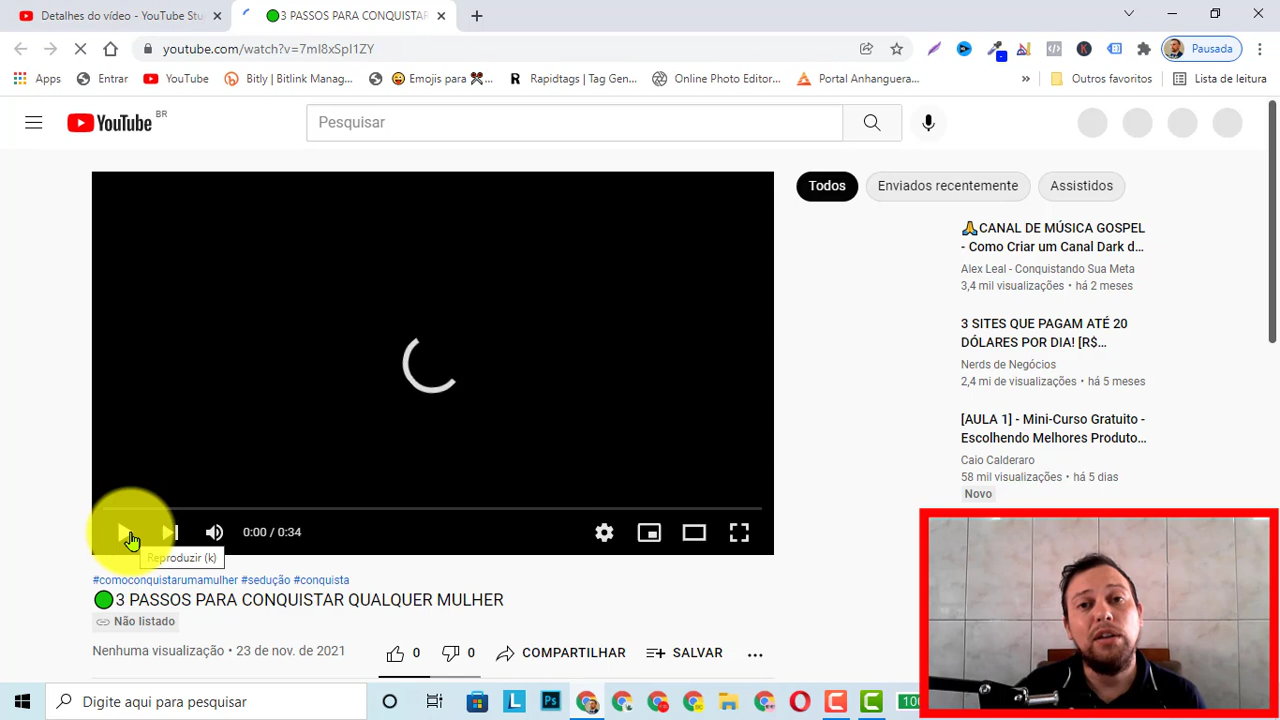 Detalhes do vídeo - YouTube Stu
🟢3 PASSOS PARA CONQUISTAR
youtube.com/watch?v=7mI8xSpI1ZY
Pausada
Apps
Entrar
YouTube
Bitly | Bitlink Manag...
😀 Emojis para ...
Rapidtags | Tag Gen...
Online Photo Editor...
Portal Anhanguera...
»
Outros favoritos
Lista de leitura
YouTube BR
Pesquisar
Todos
Enviados recentemente
Assistidos
🙏CANAL DE MÚSICA GOSPEL
- Como Criar um Canal Dark d...
Alex Leal - Conquistando Sua Meta
3,4 mil visualizações • há 2 meses
3 SITES QUE PAGAM ATÉ 20
DÓLARES POR DIA! [R$...
Nerds de Negócios
2,4 mi de visualizações • há 5 meses
[AULA 1] - Mini-Curso Gratuito -
Escolhendo Melhores Produto...
Caio Calderaro
58 mil visualizações • há 5 dias
Novo
0:00 / 0:34
Reproduzir (k)
#comoconquistarumamulher #sedução #conquista
🟢3 PASSOS PARA CONQUISTAR QUALQUER MULHER
Não listado
Nenhuma visualização • 23 de nov. de 2021
0
0
COMPARTILHAR
SALVAR
...
Digite aqui para pesquisar